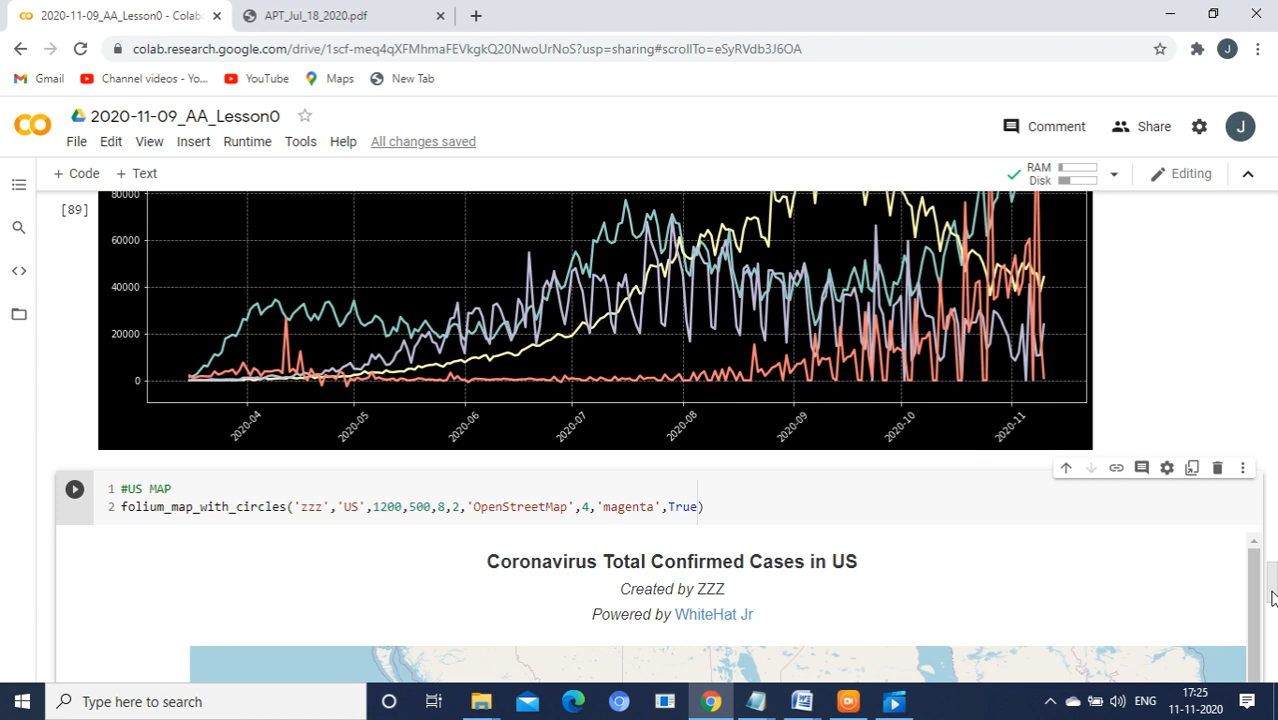 2020-11-09_AA_Lesson0 - Colab
APT_Jul_18_2020.pdf
colab.research.google.com/drive/1scf-meq4qXFMhmaFEVkgkQ20NwoUrNoS?usp=sharing#scrollTo=eSyRVdb3J6OA
J
Gmail
Channel videos - Yo...
YouTube
Maps
New Tab
2020-11-09_AA_Lesson0
File Edit View Insert Runtime Tools Help All changes saved
Comment
Share
J
+ Code + Text
RAM
Disk
Editing
[89]
80000
60000
40000
20000
0
2020-04
2020-05
2020-06
2020-07
2020-08
2020-09
2020-10
2020-11
1 #US MAP
2 folium_map_with_circles('zzz','US',1200,500,8,2,'OpenStreetMap',4,'magenta',True)
Coronavirus Total Confirmed Cases in US
Created by ZZZ
Powered by WhiteHat Jr
Type here to search
ENG
17:25
11-11-2020